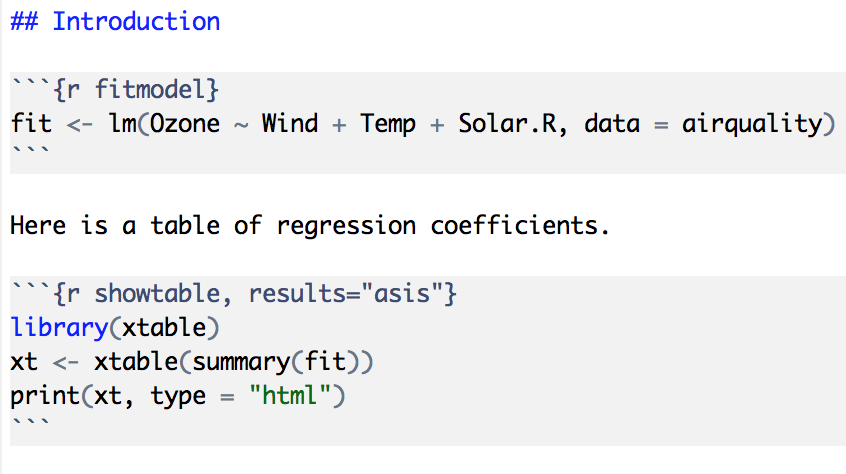 ## Introduction
```{r fitmodel}
fit <- lm(Ozone ~ Wind + Temp + Solar.R, data = airquality)
```
Here is a table of regression coefficients.
```{r showtable, results="asis"}
library(xtable)
xt <- xtable(summary(fit))
print(xt, type = "html")
```